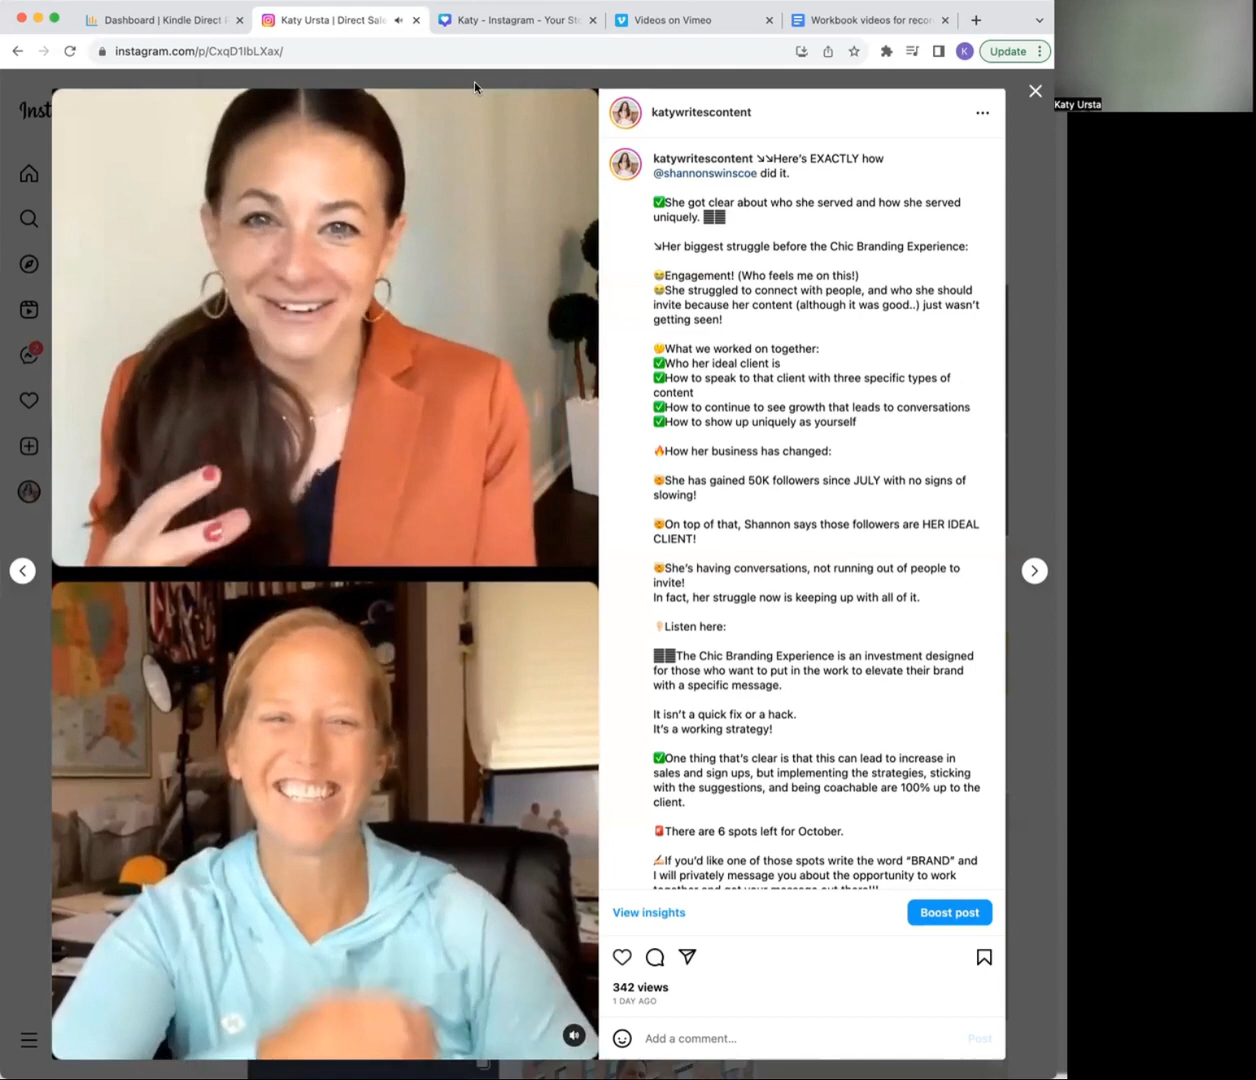 Dashboard | Kindle Direct
Katy Ursta | Direct Sale
Katy - Instagram - Your Sto
Videos on Vimeo
Workbook videos for recor
instagram.com/p/CxqD1IbLXax/
K
Update
Katy Ursta
Inst
katywritescontent
katywritescontent ↘↘Here's EXACTLY how
@shannonswinscoe did it.
✅She got clear about who she served and how she served
uniquely.
↘Her biggest struggle before the Chic Branding Experience:
😭Engagement! (Who feels me on this!)
😭She struggled to connect with people, and who she should
invite because her content (although it was good..) just wasn't
getting seen!
🤔What we worked on together:
✅Who her ideal client is
✅How to speak to that client with three specific types of
content
✅How to continue to see growth that leads to conversations
✅How to show up uniquely as yourself
🔥How her business has changed:
🤯She has gained 50K followers since JULY with no signs of
slowing!
🤯On top of that, Shannon says those followers are HER IDEAL
CLIENT!
🤯She's having conversations, not running out of people to
invite!
In fact, her struggle now is keeping up with all of it.
👂Listen here:
The Chic Branding Experience is an investment designed
for those who want to put in the work to elevate their brand
with a specific message.
It isn't a quick fix or a hack.
It's a working strategy!
✅One thing that's clear is that this can lead to increase in
sales and sign ups, but implementing the strategies, sticking
with the suggestions, and being coachable are 100% up to the
client.
🚨There are 6 spots left for October.
✍If you'd like one of those spots write the word "BRAND" and
I will privately message you about the opportunity to work
together and get your message out there!!!
View insights
Boost post
342 views
1 DAY AGO
Add a comment...
Post